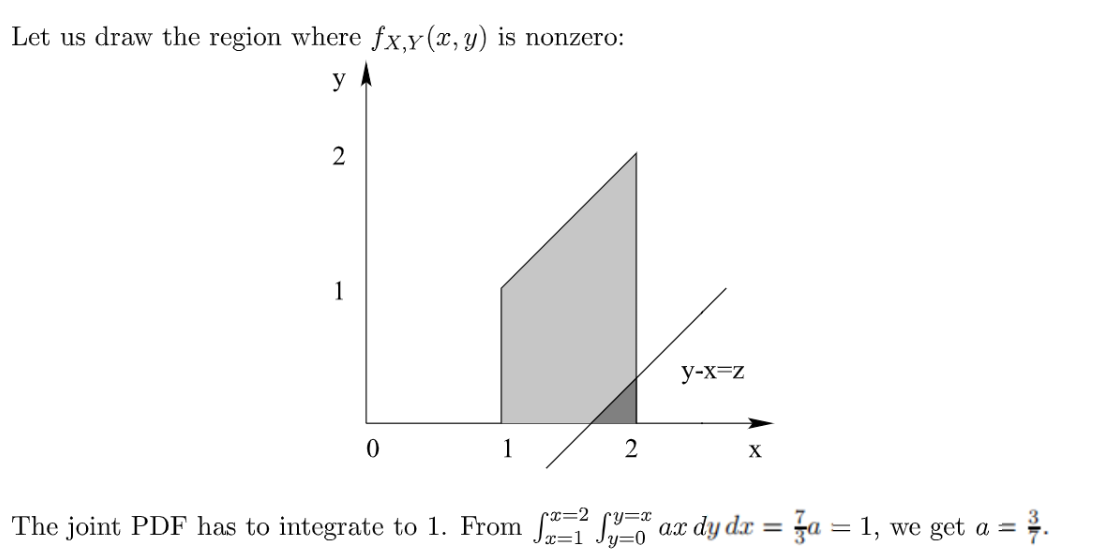 Let us draw the region where $f_{X,Y}(x, y)$ is nonzero:
y
2
1
y-x=z
0 1 2 x
The joint PDF has to integrate to 1. From $\int_{x=1}^{x=2} \int_{y=0}^{y=x} ax \, dy \, dx = \frac{7}{3}a = 1$, we get $a = \frac{3}{7}$.